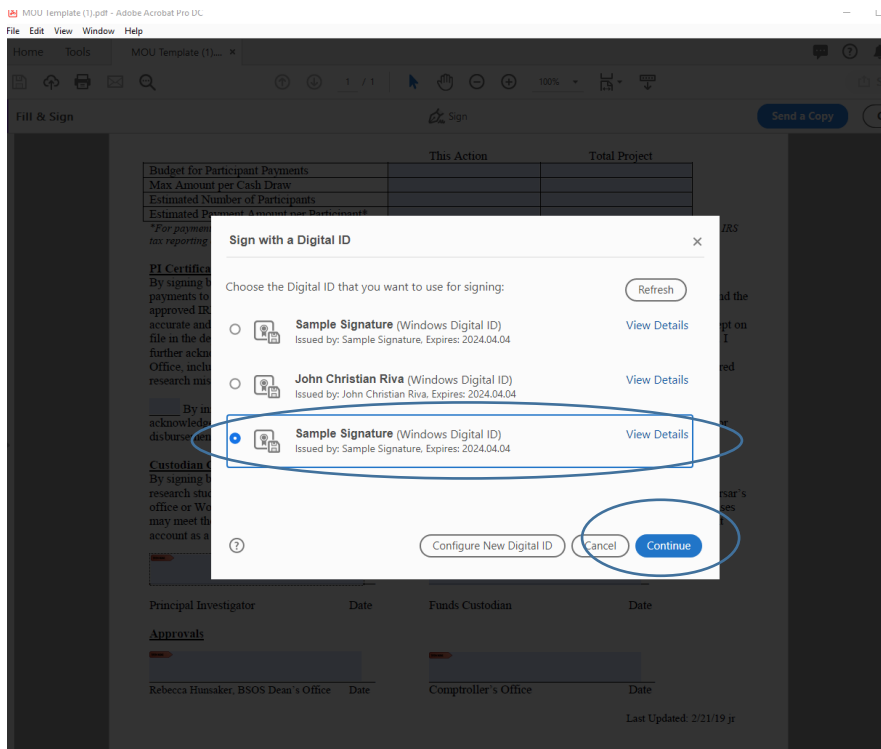 MOU Template (1).pdf - Adobe Acrobat Pro DC
File Edit View Window Help
Home Tools MOU Template (1).... ×
1 / 1 100%
Fill & Sign Sign Send a Copy
This Action Total Project
Budget for Participant Payments
Max Amount per Cash Draw
Estimated Number of Participants
Estimated Payment Amount per Participant*
*For paymen IRS
tax reporting
Sign with a Digital ID ×
PI Certifica
By signing b
Choose the Digital ID that you want to use for signing: Refresh
payments to nd the
approved IR
accurate and ept on
Sample Signature (Windows Digital ID) View Details
Issued by: Sample Signature, Expires: 2024.04.04
file in the de I
further ackn
Office, inclu red
research mis
John Christian Riva (Windows Digital ID) View Details
Issued by: John Christian Riva, Expires: 2024.04.04
By in
acknowledge
disbursemen
Sample Signature (Windows Digital ID) View Details
Issued by: Sample Signature, Expires: 2024.04.04
Custodian C
By signing b
research stud rsar's
office or Wo ses
may meet th
account as a
Configure New Digital ID Cancel Continue
Principal Investigator Date Funds Custodian Date
Approvals
Rebecca Hunsaker, BSOS Dean's Office Date Comptroller's Office Date
Last Updated: 2/21/19 jr